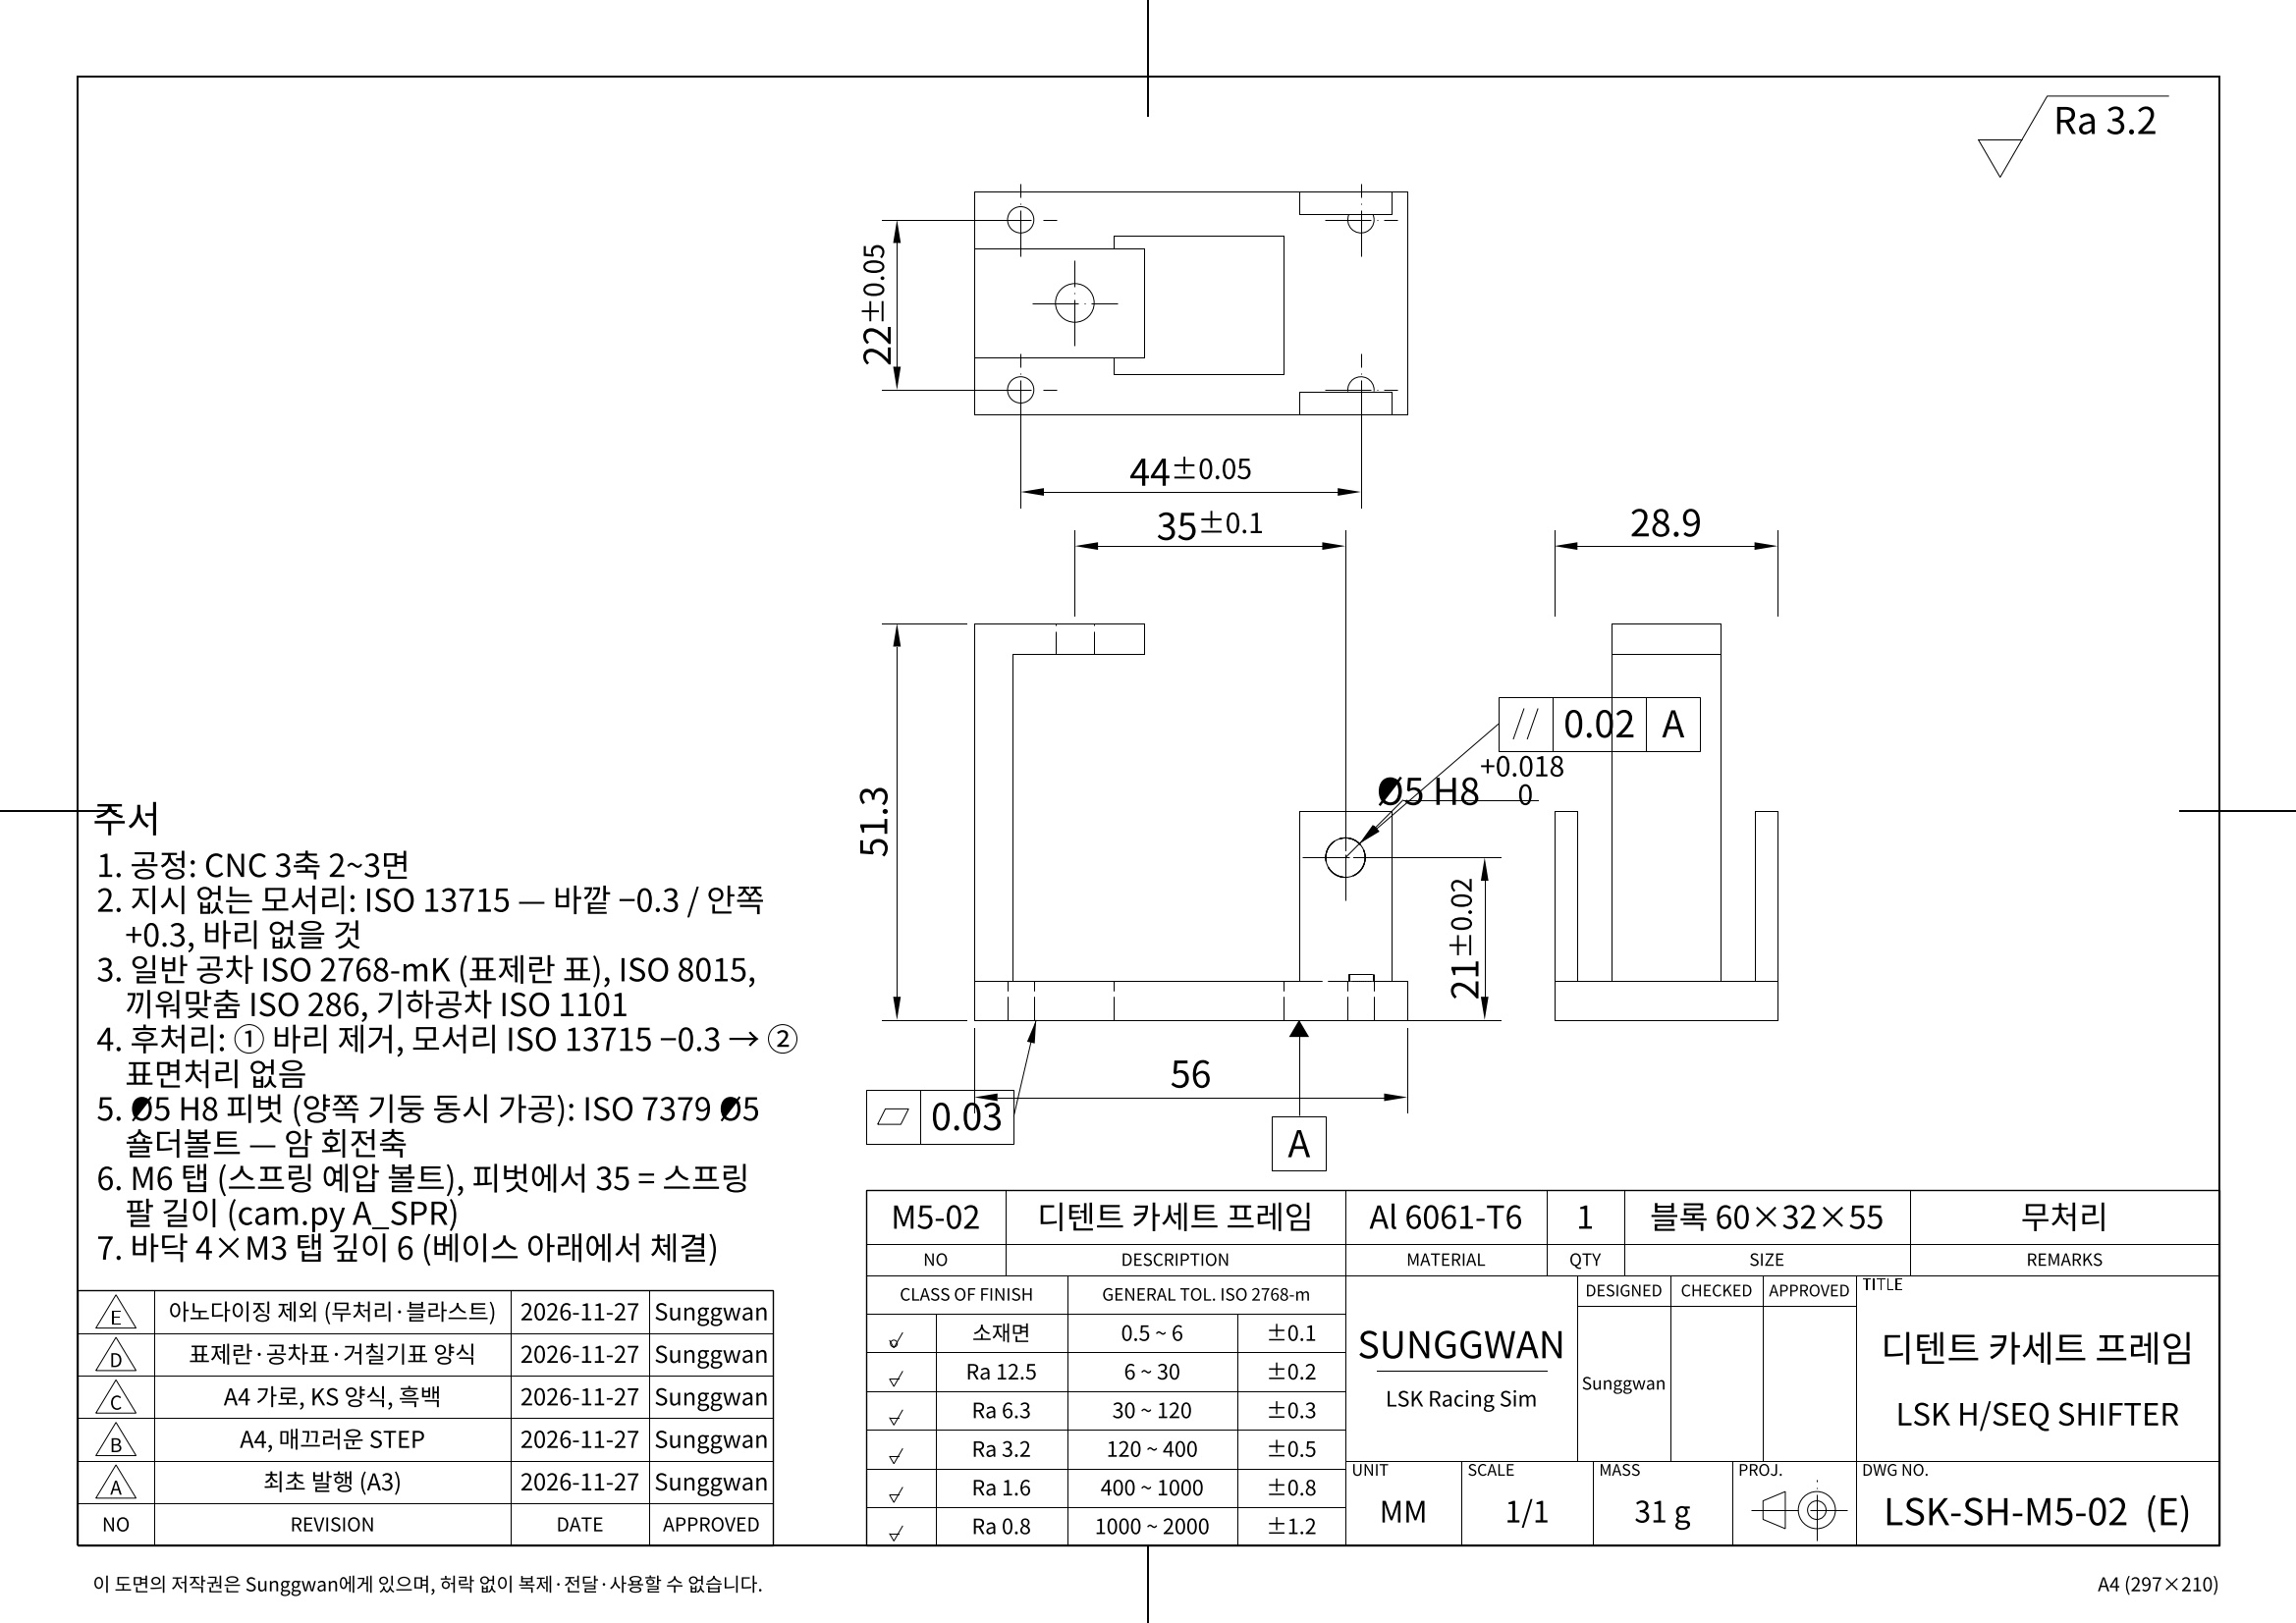 Ra 3.2
22±0.05
44±0.05
35±0.1
28.9
// 0.02 A
Ø5 H8 +0.018 0
51.3
21±0.02
56
0.03
A
주서
1. 공정: CNC 3축 2~3면
2. 지시 없는 모서리: ISO 13715 — 바깥 −0.3 / 안쪽
+0.3, 바리 없을 것
3. 일반 공차 ISO 2768-mK (표제란 표), ISO 8015,
끼워맞춤 ISO 286, 기하공차 ISO 1101
4. 후처리: ① 바리 제거, 모서리 ISO 13715 −0.3 → ②
표면처리 없음
5. Ø5 H8 피벗 (양쪽 기둥 동시 가공): ISO 7379 Ø5
숄더볼트 — 암 회전축
6. M6 탭 (스프링 예압 볼트), 피벗에서 35 = 스프링
팔 길이 (cam.py A_SPR)
7. 바닥 4×M3 탭 깊이 6 (베이스 아래에서 체결)
E 아노다이징 제외 (무처리·블라스트) 2026-11-27 Sunggwan
D 표제란·공차표·거칠기표 양식 2026-11-27 Sunggwan
C A4 가로, KS 양식, 흑백 2026-11-27 Sunggwan
B A4, 매끄러운 STEP 2026-11-27 Sunggwan
A 최초 발행 (A3) 2026-11-27 Sunggwan
NO REVISION DATE APPROVED
M5-02 디텐트 카세트 프레임 Al 6061-T6 1 블록 60×32×55 무처리
NO DESCRIPTION MATERIAL QTY SIZE REMARKS
CLASS OF FINISH GENERAL TOL. ISO 2768-m
소재면 0.5 ~ 6 ±0.1
Ra 12.5 6 ~ 30 ±0.2
Ra 6.3 30 ~ 120 ±0.3
Ra 3.2 120 ~ 400 ±0.5
Ra 1.6 400 ~ 1000 ±0.8
Ra 0.8 1000 ~ 2000 ±1.2
SUNGGWAN
LSK Racing Sim
DESIGNED CHECKED APPROVED
Sunggwan
TITLE
디텐트 카세트 프레임
LSK H/SEQ SHIFTER
UNIT SCALE MASS PROJ. DWG NO.
MM 1/1 31 g LSK-SH-M5-02 (E)
이 도면의 저작권은 Sunggwan에게 있으며, 허락 없이 복제·전달·사용할 수 없습니다.
A4 (297×210)